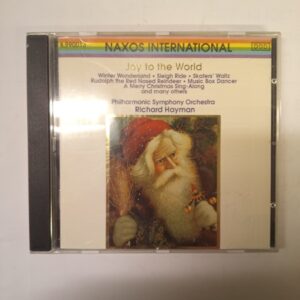 NAXOS INTERNATIONAL
Joy to the World
Winter Wonderland • Sleigh Ride • Skaters' Waltz
Rudolph the Red Nosed Reindeer • Music Box Dancer
A Merry Christmas Sing-Along
and many others
Philharmonic Symphony Orchestra
Richard Hayman